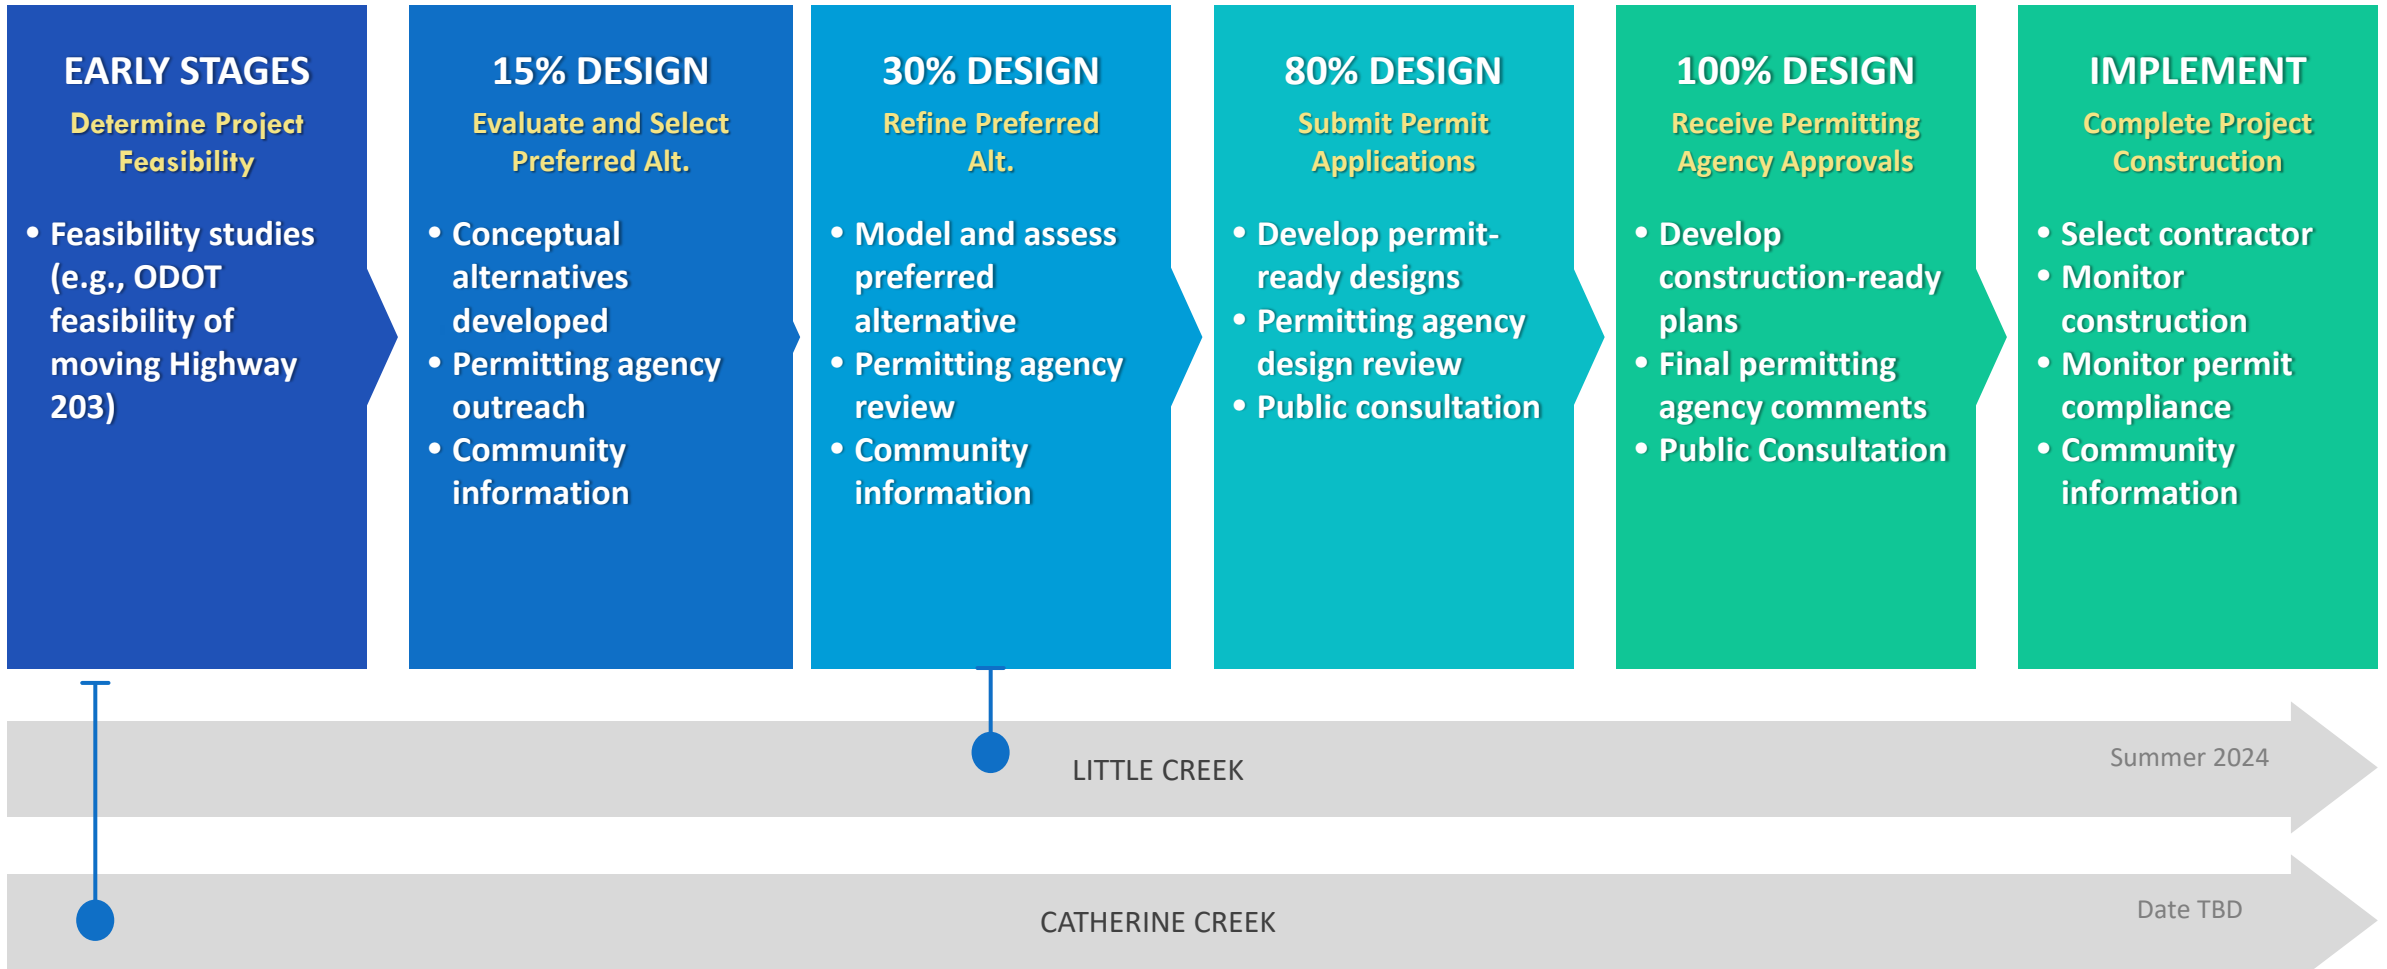 EARLY STAGES
Determine Project
Feasibility
• Feasibility studies
(e.g., ODOT
feasibility of
moving Highway
203)
15% DESIGN
Evaluate and Select
Preferred Alt.
• Conceptual
alternatives
developed
• Permitting agency
outreach
• Community
information
30% DESIGN
Refine Preferred
Alt.
• Model and assess
preferred
alternative
• Permitting agency
review
• Community
information
80% DESIGN
Submit Permit
Applications
• Develop permit-
ready designs
• Permitting agency
design review
• Public consultation
100% DESIGN
Receive Permitting
Agency Approvals
• Develop
construction-ready
plans
• Final permitting
agency comments
• Public Consultation
IMPLEMENT
Complete Project
Construction
• Select contractor
• Monitor
construction
• Monitor permit
compliance
• Community
information
LITTLE CREEK
Summer 2024
CATHERINE CREEK
Date TBD